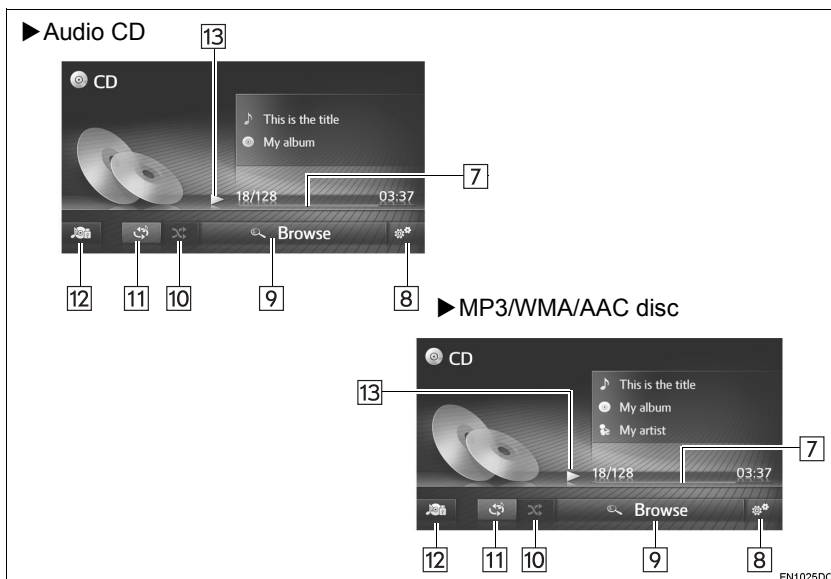 ▶Audio CD
13
CD
This is the title
My album
7
18/128 03:37
Browse
12 11 10 9 8
▶MP3/WMA/AAC disc
CD
13
This is the title
My album
My artist
7
18/128 03:37
Browse
12 11 10 9 8
EN1025DC